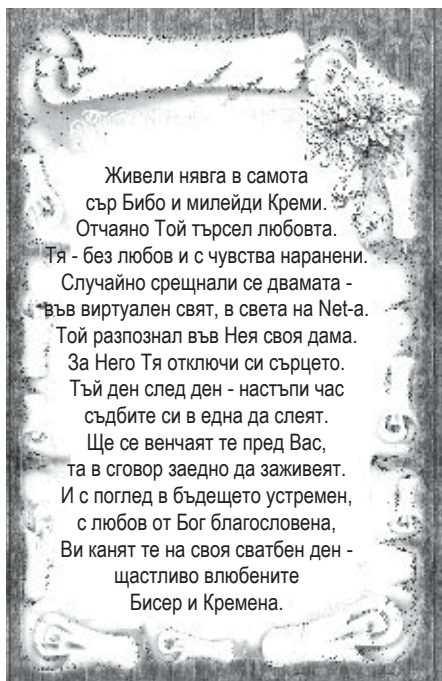 Живели нявга в самота
сър Бибо и милейди Креми.
Отчаяно Той търсел любовта.
Тя - без любов и с чувства наранени.
Случайно срещнали се двамата -
във виртуален свят, в света на Net-а.
Той разпознал във Нея своя дама.
За Него Тя отключи си сърцето.
Тъй ден след ден - настъпи час
съдбите си в една да слеят.
Ще се венчаят те пред Вас,
та в сговор заедно да заживеят.
И с поглед в бъдещето устремен,
с любов от Бог благословена,
Ви канят те на своя сватбен ден -
щастливо влюбените
Бисер и Кремена.